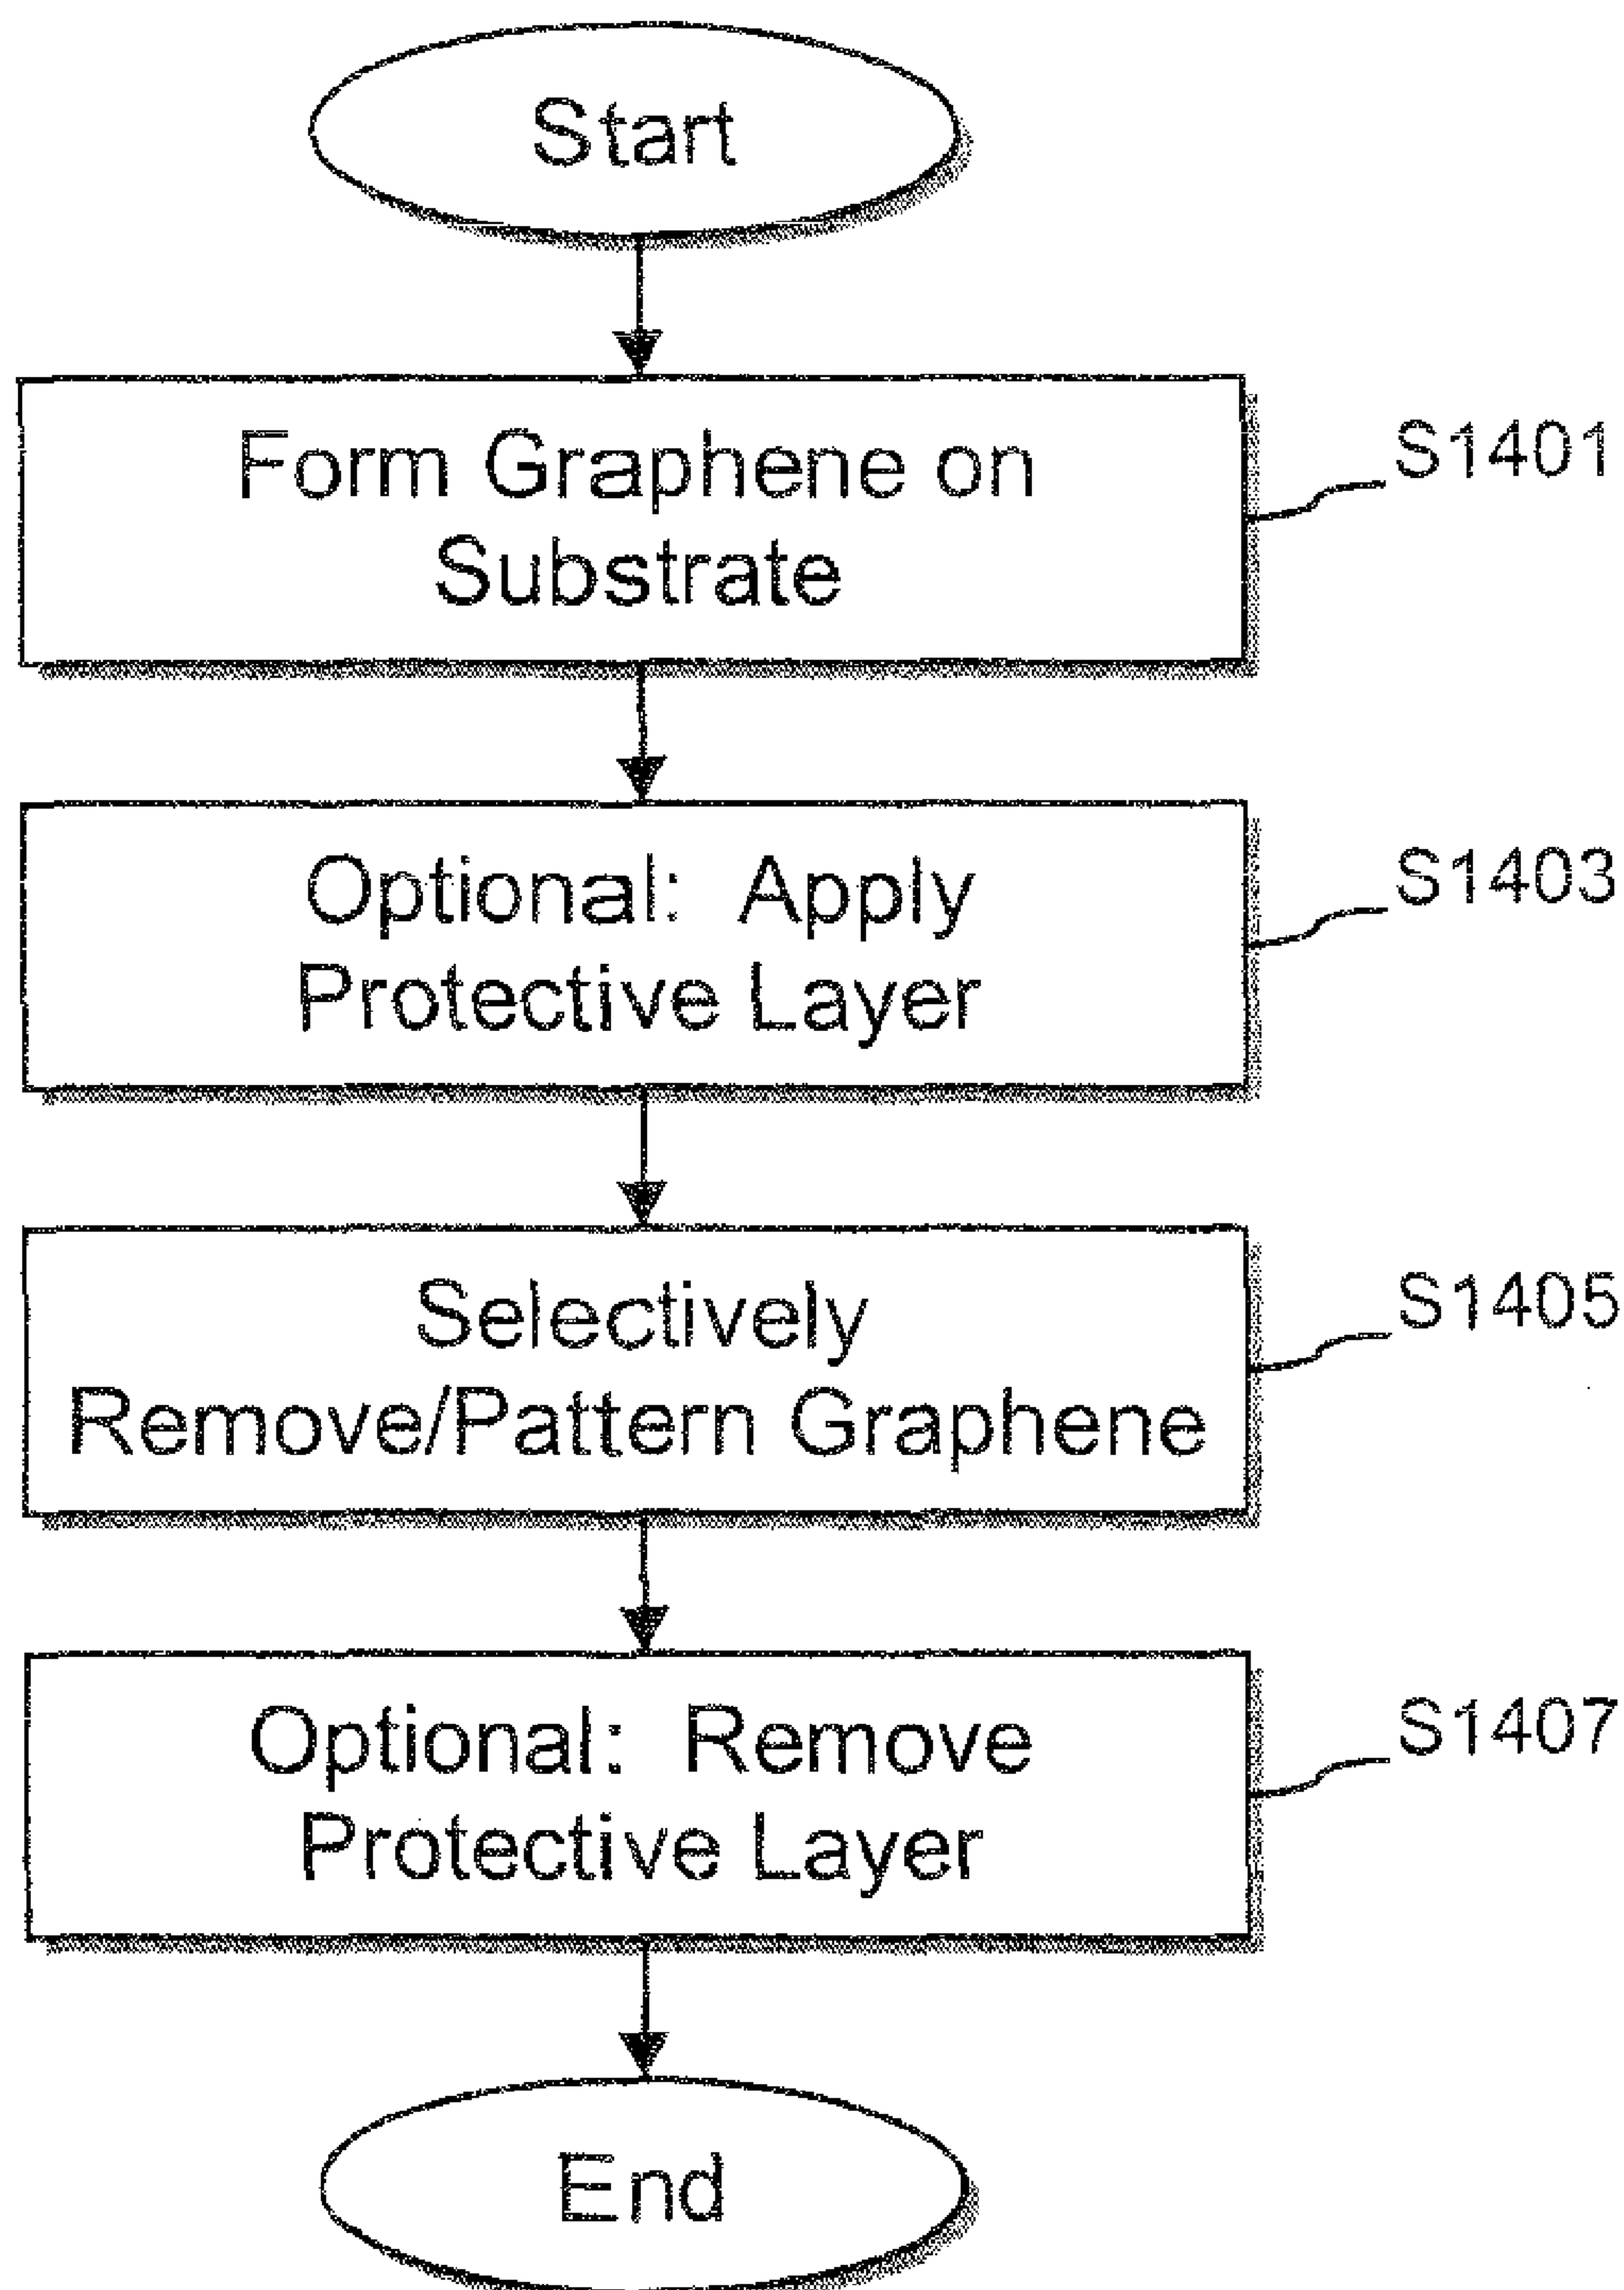 Start
Form Graphene on
Substrate
S1401
Optional: Apply
Protective Layer
S1403
Selectively
Remove/Pattern Graphene
S1405
Optional: Remove
Protective Layer
S1407
End